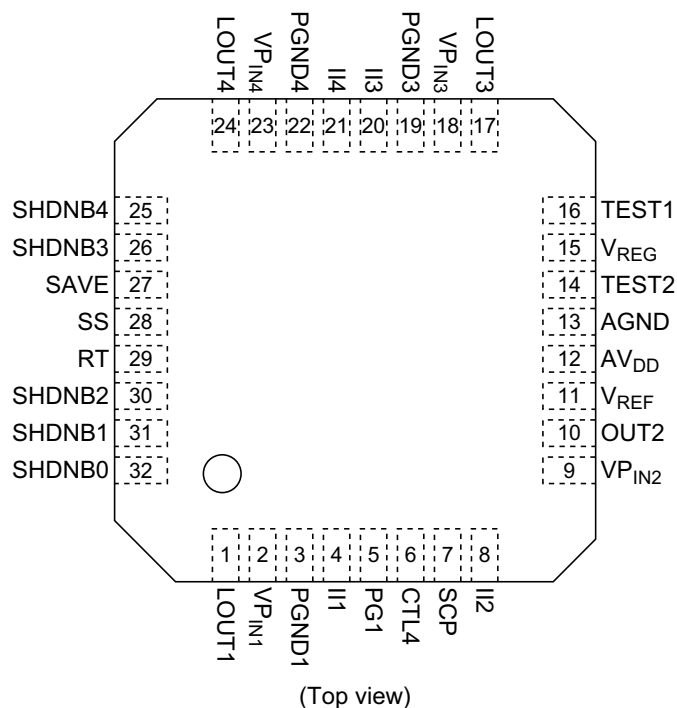 LOUT4 VPIN4 PGND4 II4 II3 PGND3 VPIN3 LOUT3
24 23 22 21 20 19 18 17
SHDNB4 25 16 TEST1
SHDNB3 26 15 VREG
SAVE 27 14 TEST2
SS 28 13 AGND
RT 29 12 AVDD
SHDNB2 30 11 VREF
SHDNB1 31 10 OUT2
SHDNB0 32 9 VPIN2
1 2 3 4 5 6 7 8
LOUT1 VPIN1 PGND1 II1 PG1 CTL4 SCP II2
(Top view)